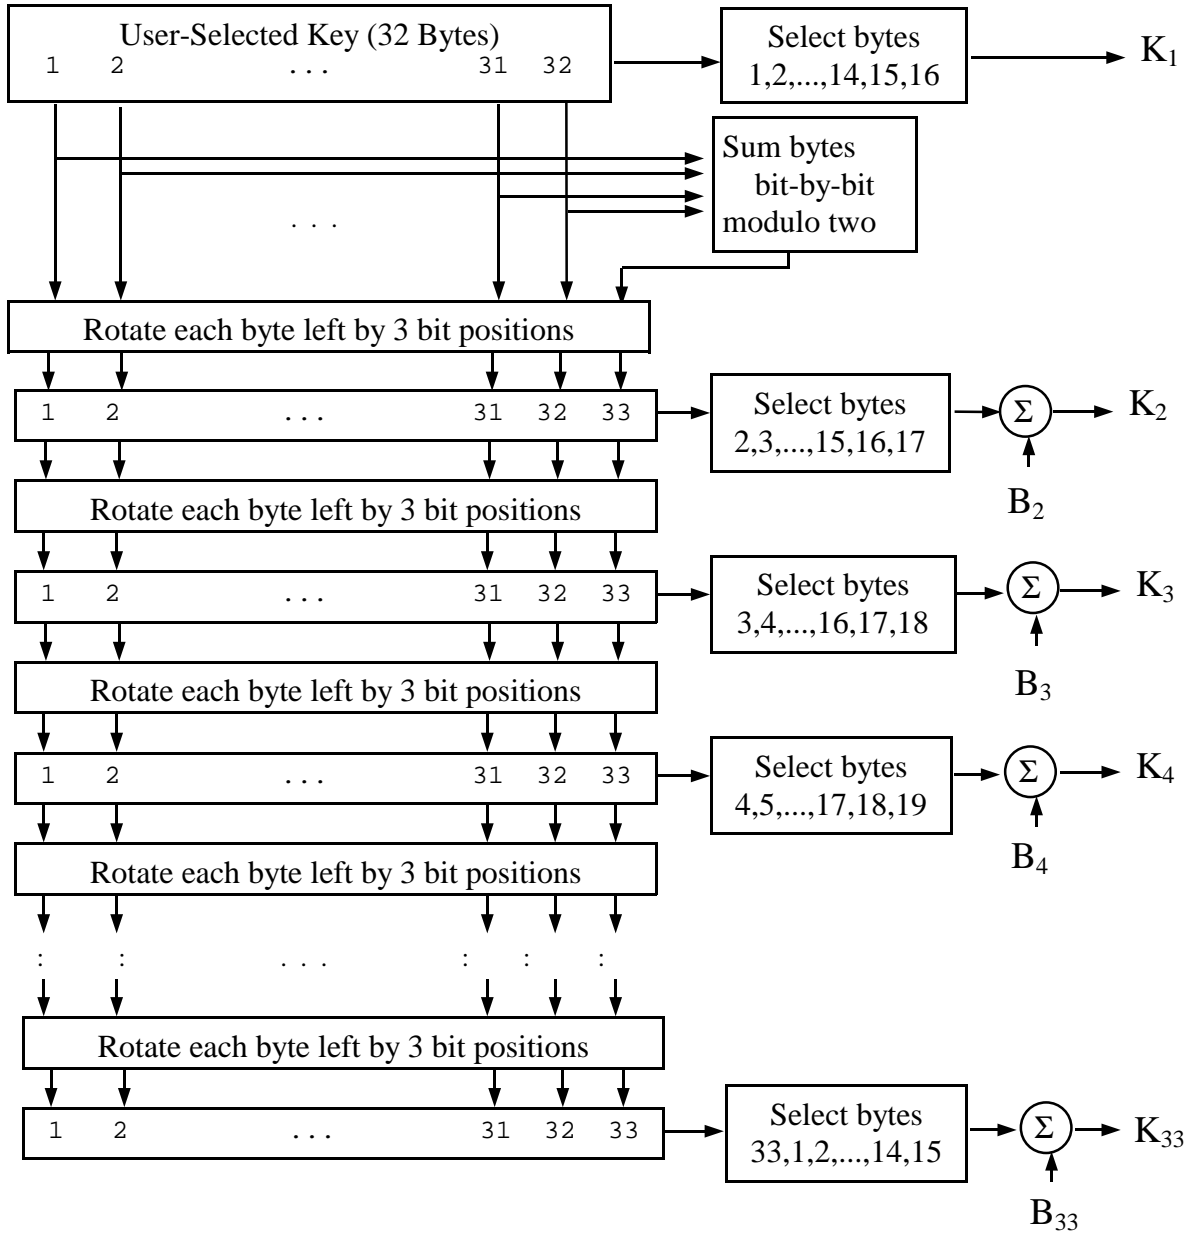 User-Selected Key (32 Bytes)
1 2 ... 31 32
Select bytes
1,2,...,14,15,16
K1
Sum bytes
bit-by-bit
modulo two
. . .
Rotate each byte left by 3 bit positions
1 2 ... 31 32 33
Select bytes
2,3,...,15,16,17
Σ
K2
B2
Rotate each byte left by 3 bit positions
1 2 ... 31 32 33
Select bytes
3,4,...,16,17,18
Σ
K3
B3
Rotate each byte left by 3 bit positions
1 2 ... 31 32 33
Select bytes
4,5,...,17,18,19
Σ
K4
B4
Rotate each byte left by 3 bit positions
: : . . . : : :
Rotate each byte left by 3 bit positions
1 2 ... 31 32 33
Select bytes
33,1,2,...,14,15
Σ
K33
B33